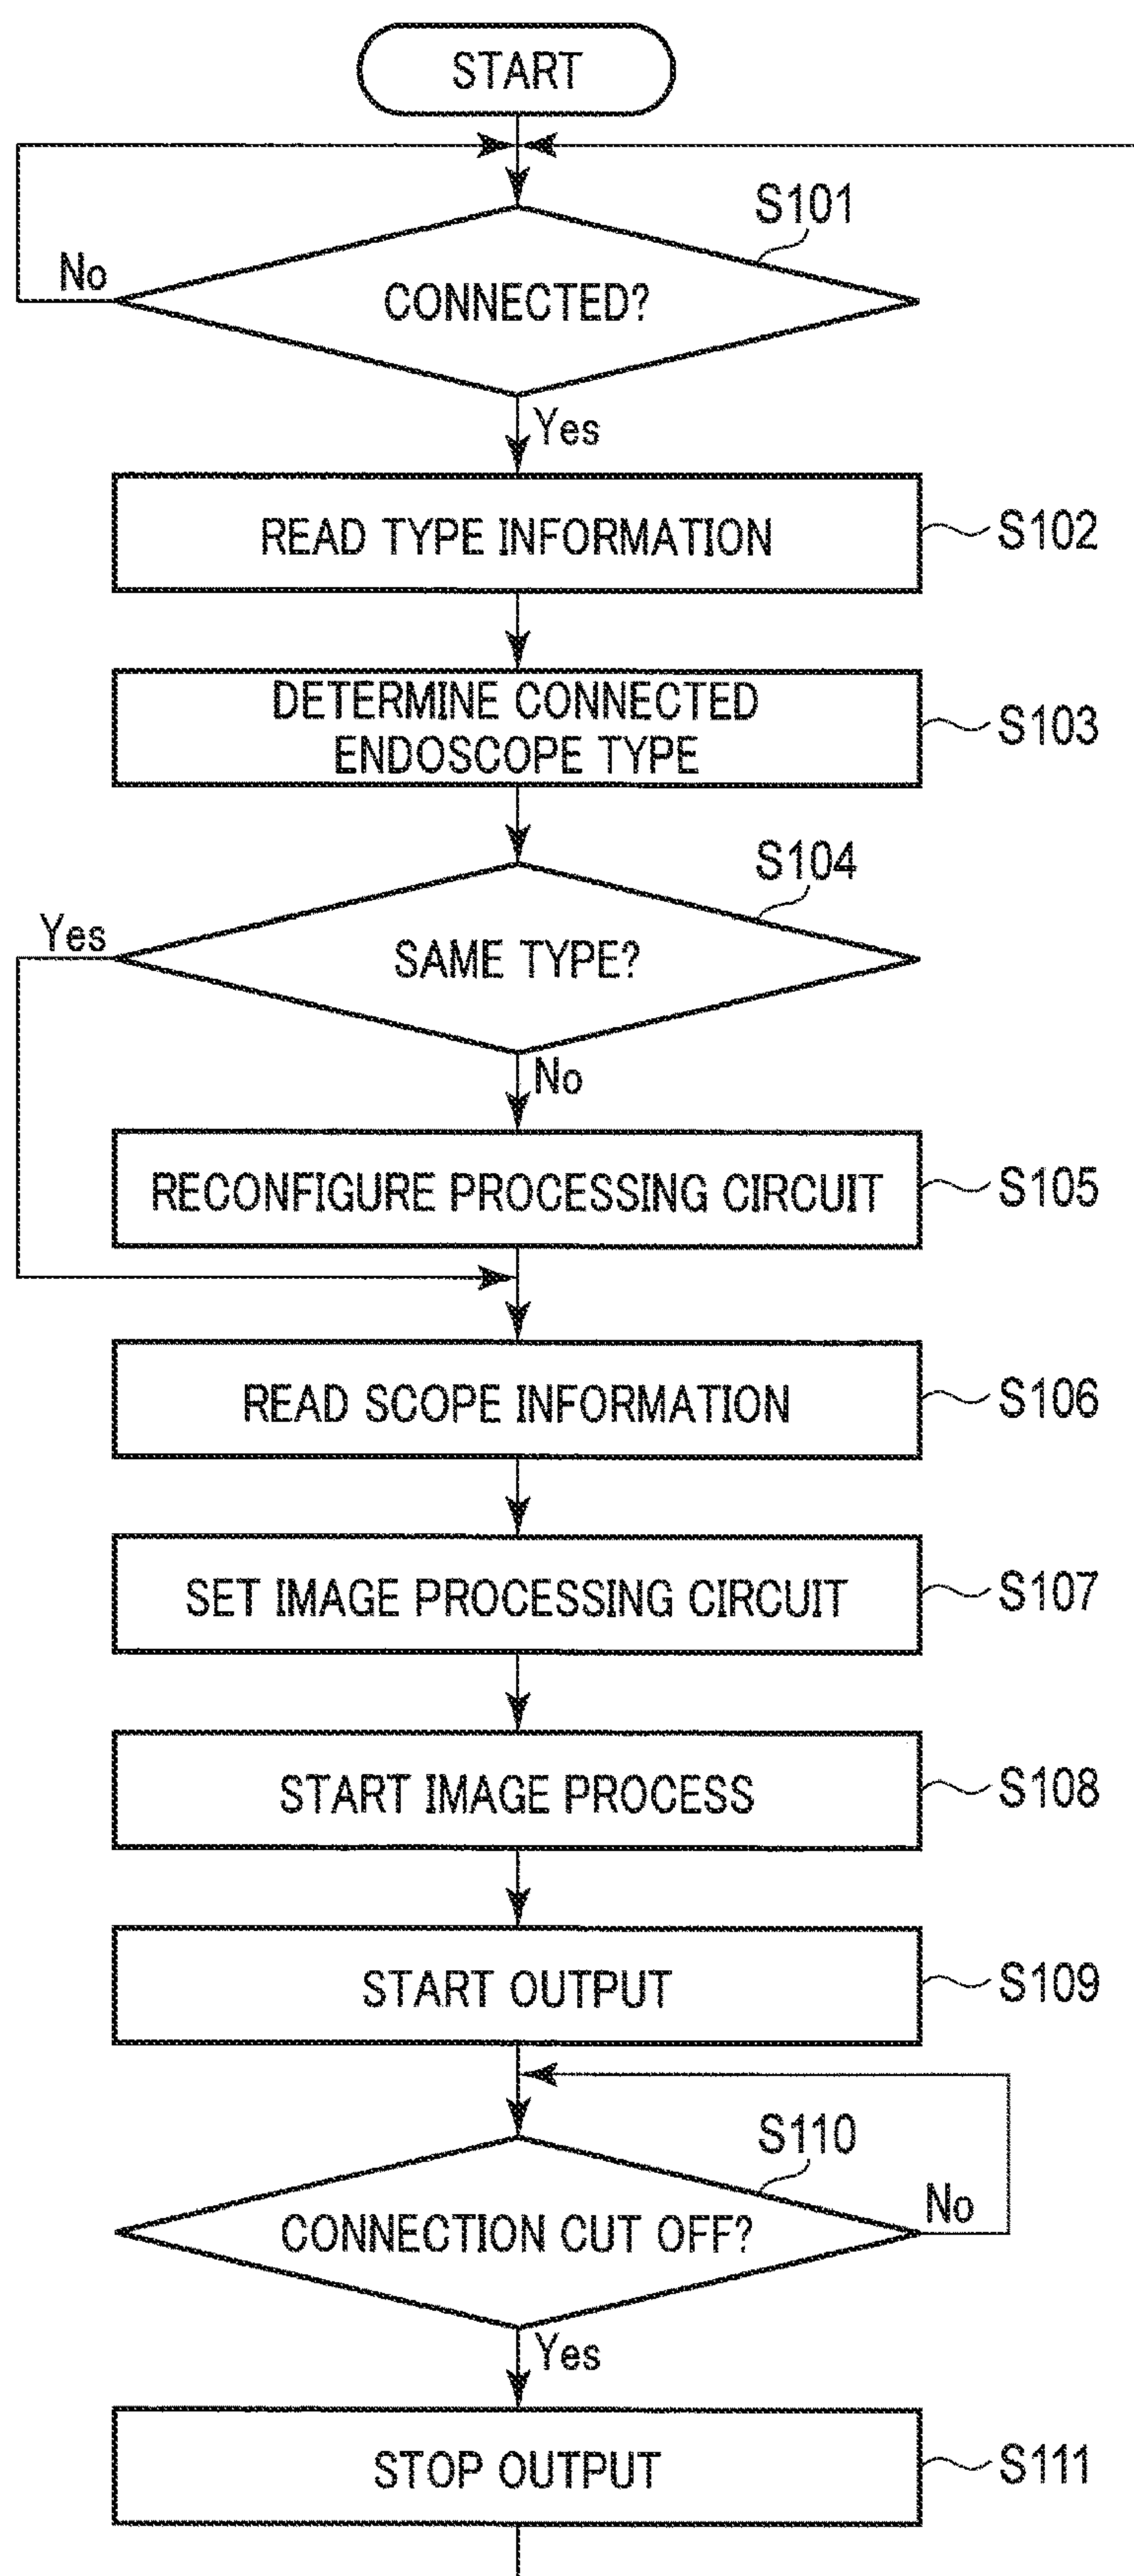 START
S101
No
CONNECTED?
Yes
READ TYPE INFORMATION
S102
DETERMINE CONNECTED
ENDOSCOPE TYPE
S103
S104
Yes
SAME TYPE?
No
RECONFIGURE PROCESSING CIRCUIT
S105
READ SCOPE INFORMATION
S106
SET IMAGE PROCESSING CIRCUIT
S107
START IMAGE PROCESS
S108
START OUTPUT
S109
S110
CONNECTION CUT OFF?
No
Yes
STOP OUTPUT
S111